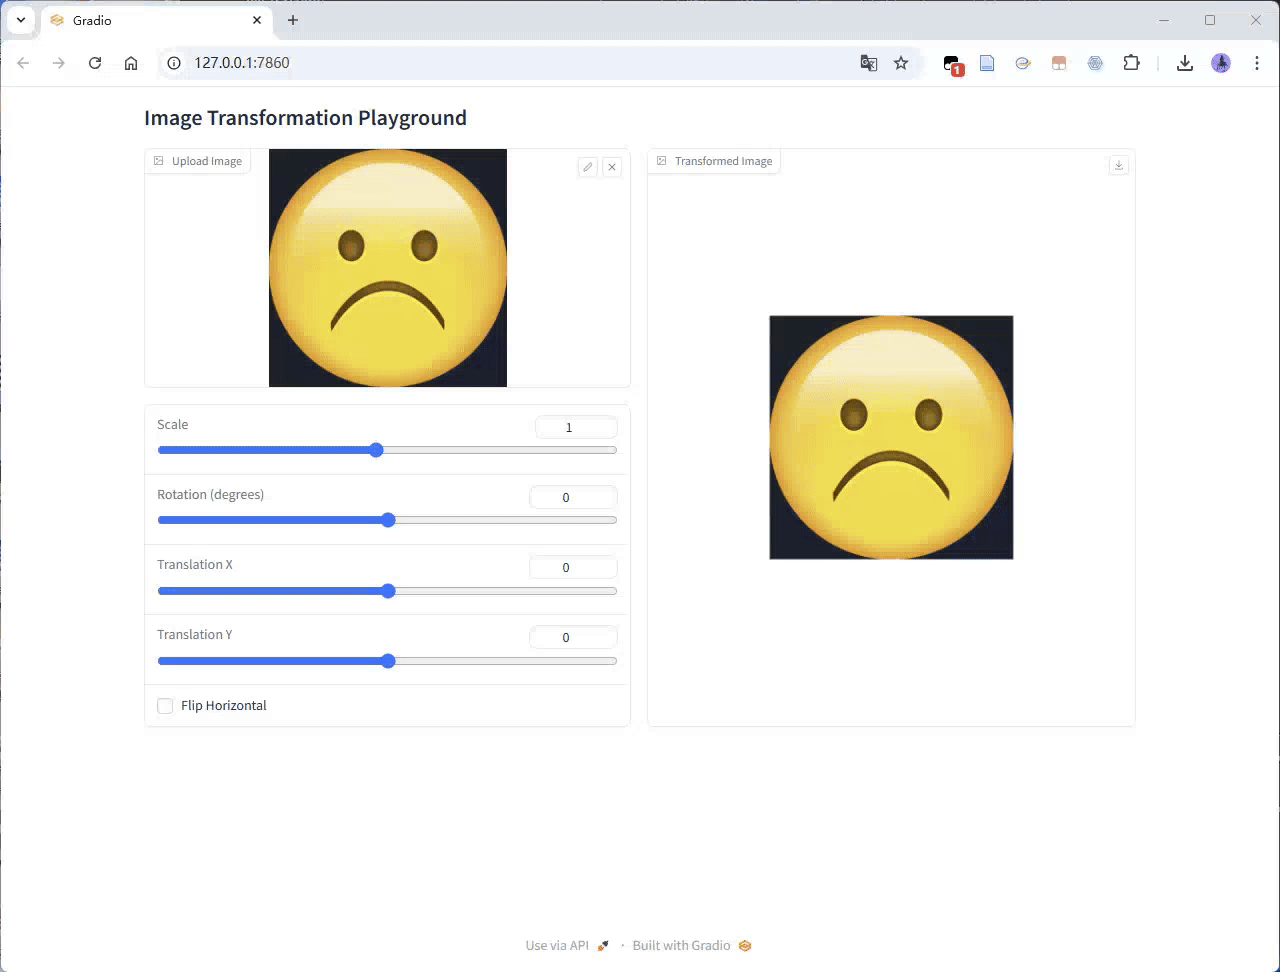 Gradio
127.0.0.1:7860
1
Image Transformation Playground
Upload Image
Transformed Image
Scale
1
Rotation (degrees)
0
Translation X
0
Translation Y
0
Flip Horizontal
Use via API · Built with Gradio